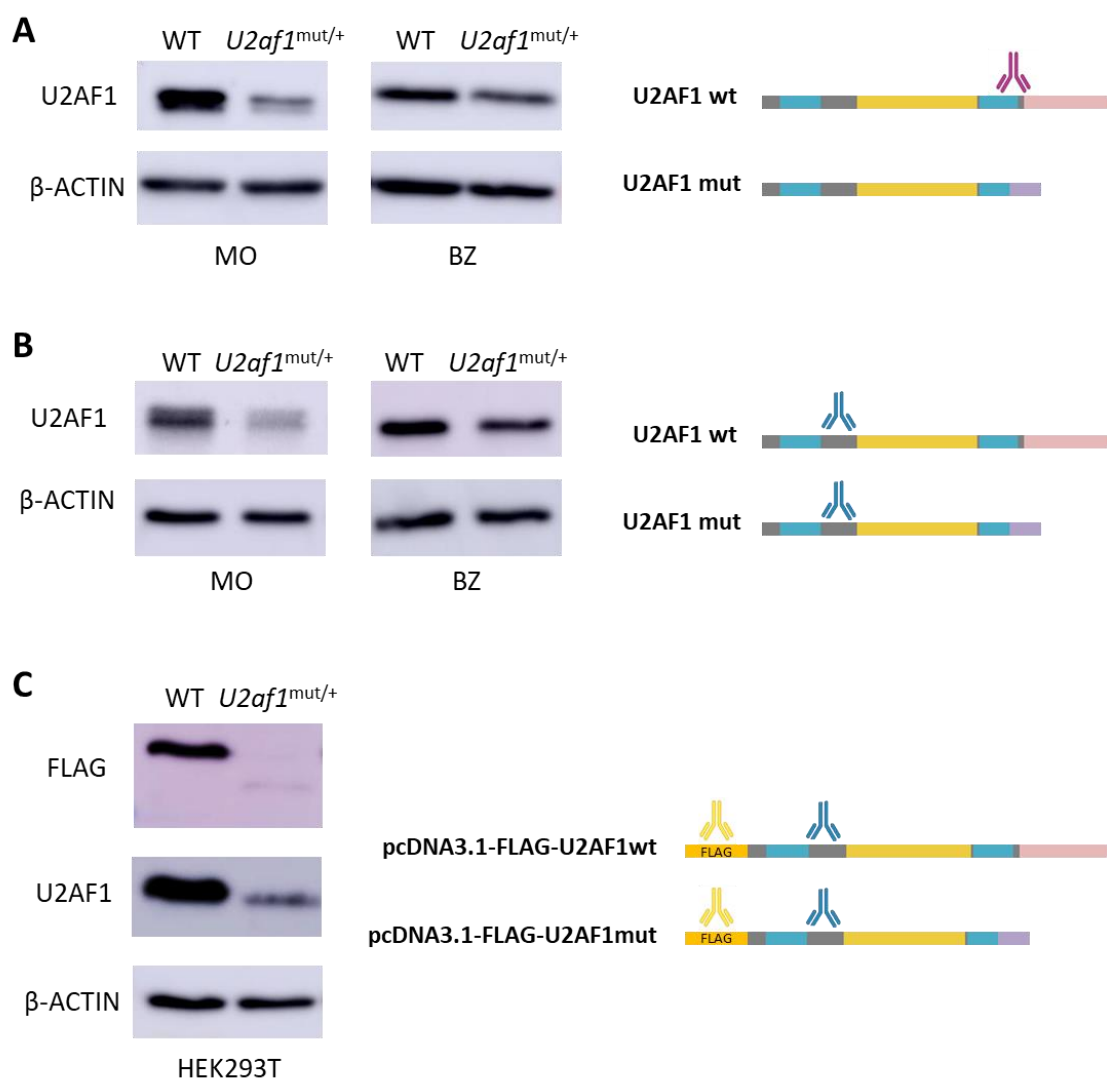 A
WT U2af1mut/+ WT U2af1mut/+
U2AF1
U2AF1 wt
β-ACTIN
U2AF1 mut
MO BZ
B
WT U2af1mut/+ WT U2af1mut/+
U2AF1
U2AF1 wt
β-ACTIN
U2AF1 mut
MO BZ
C
WT U2af1mut/+
FLAG
pcDNA3.1-FLAG-U2AF1wt
FLAG
U2AF1
pcDNA3.1-FLAG-U2AF1mut
FLAG
β-ACTIN
HEK293T